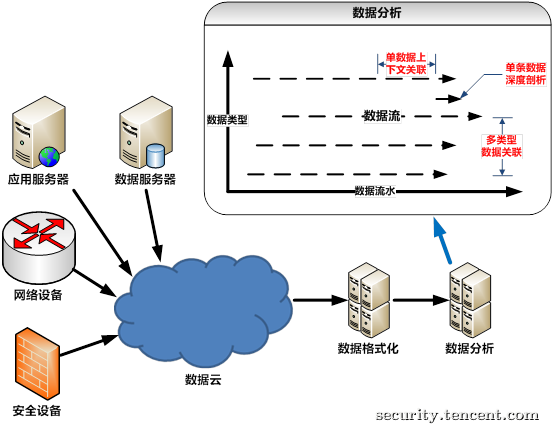 数据分析
单数据上
下文关联
单条数据
深度剖析
数据类型
数据流
多类型
数据关联
数据流水
应用服务器
数据服务器
网络设备
安全设备
数据云
数据格式化
数据分析
security.tencent.com